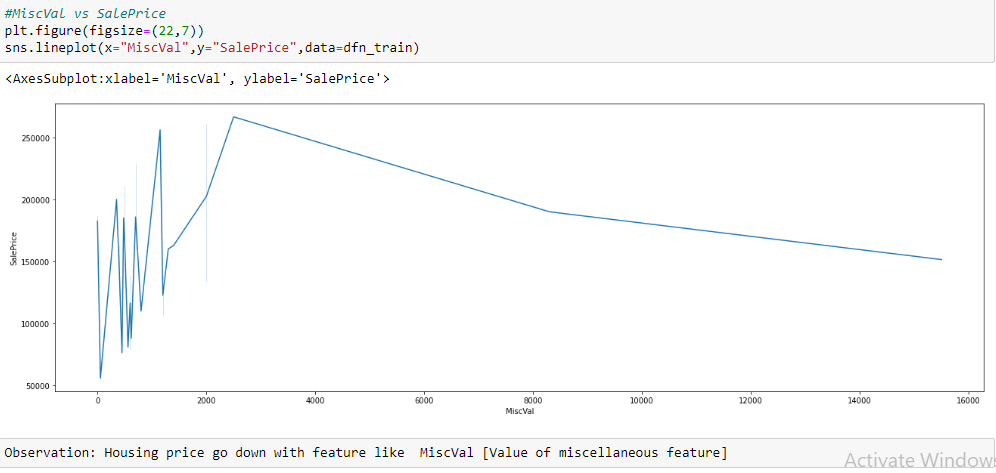 #MiscVal vs SalePrice
plt.figure(figsize=(22,7))
sns.lineplot(x="MiscVal",y="SalePrice",data=dfn_train)
<AxesSubplot:xlabel='MiscVal', ylabel='SalePrice'>
250000
200000
150000
100000
50000
SalePrice
0 2000 4000 6000 8000 10000 12000 14000 16000
MiscVal
Observation: Housing price go down with feature like  MiscVal [Value of miscellaneous feature]
Activate Windows